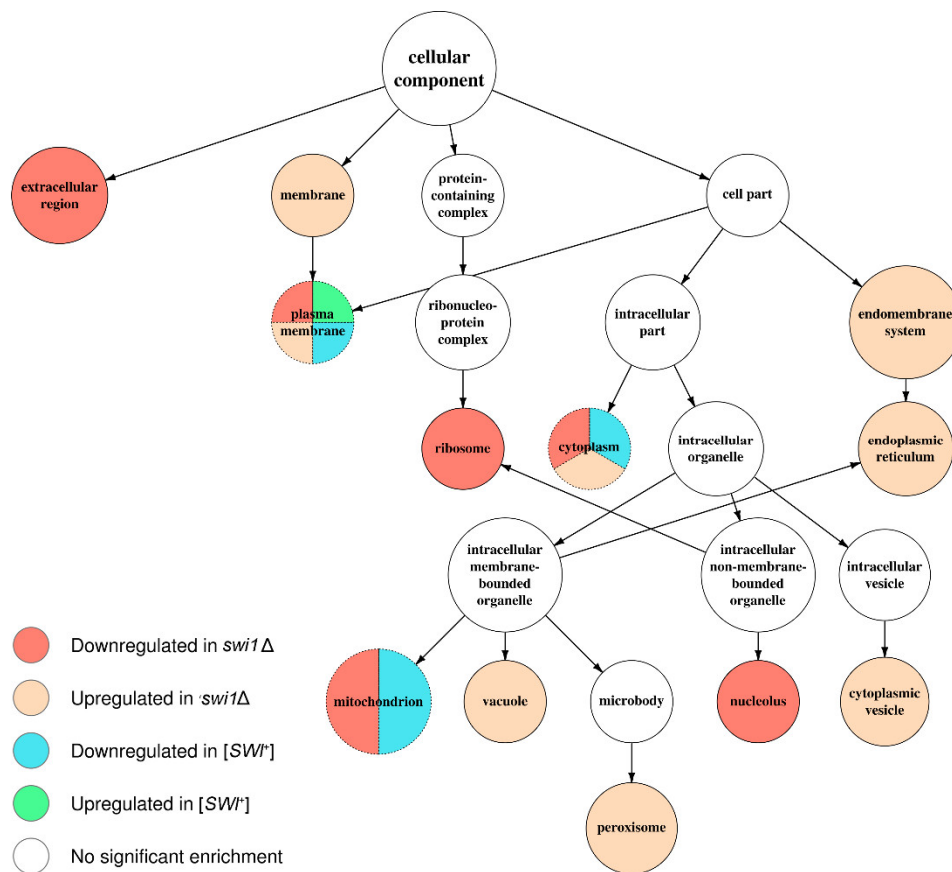 cellular
component
extracellular
region
membrane
protein-
containing
complex
cell part
plasma
membrane
ribonucleo-
protein
complex
intracellular
part
endomembrane
system
ribosome
cytoplasm
intracellular
organelle
endoplasmic
reticulum
intracellular
membrane-
bounded
organelle
intracellular
non-membrane-
bounded
organelle
intracellular
vesicle
mitochondrion
vacuole
microbody
nucleolus
cytoplasmic
vesicle
peroxisome
Downregulated in swi1Δ
Upregulated in swi1Δ
Downregulated in [SWI⁺]
Upregulated in [SWI⁺]
No significant enrichment